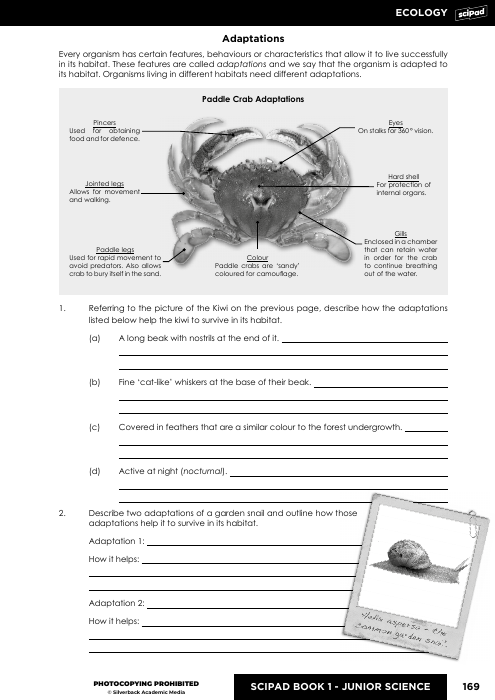 ECOLOGY scipad
Adaptations
Every organism has certain features, behaviours or characteristics that allow it to live successfully
in its habitat. These features are called adaptations and we say that the organism is adapted to
its habitat. Organisms living in different habitats need different adaptations.
Paddle Crab Adaptations
Pincers
Used for obtaining
food and for defence.
Eyes
On stalks for 360° vision.
Jointed legs
Allows for movement
and walking.
Hard shell
For protection of
internal organs.
Paddle legs
Used for rapid movement to
avoid predators. Also allows
crab to bury itself in the sand.
Colour
Paddle crabs are 'sandy'
coloured for camouflage.
Gills
Enclosed in a chamber
that can retain water
in order for the crab
to continue breathing
out of the water.
1. Referring to the picture of the Kiwi on the previous page, describe how the adaptations
listed below help the kiwi to survive in its habitat.
(a) A long beak with nostrils at the end of it.
(b) Fine 'cat-like' whiskers at the base of their beak.
(c) Covered in feathers that are a similar colour to the forest undergrowth.
(d) Active at night (nocturnal).
2. Describe two adaptations of a garden snail and outline how those
adaptations help it to survive in its habitat.
Adaptation 1:
How it helps:
Adaptation 2:
How it helps:
aspersa - the
common garden snail.
PHOTOCOPYING PROHIBITED
© Silverback Academic Media
SCIPAD BOOK 1 - JUNIOR SCIENCE
169